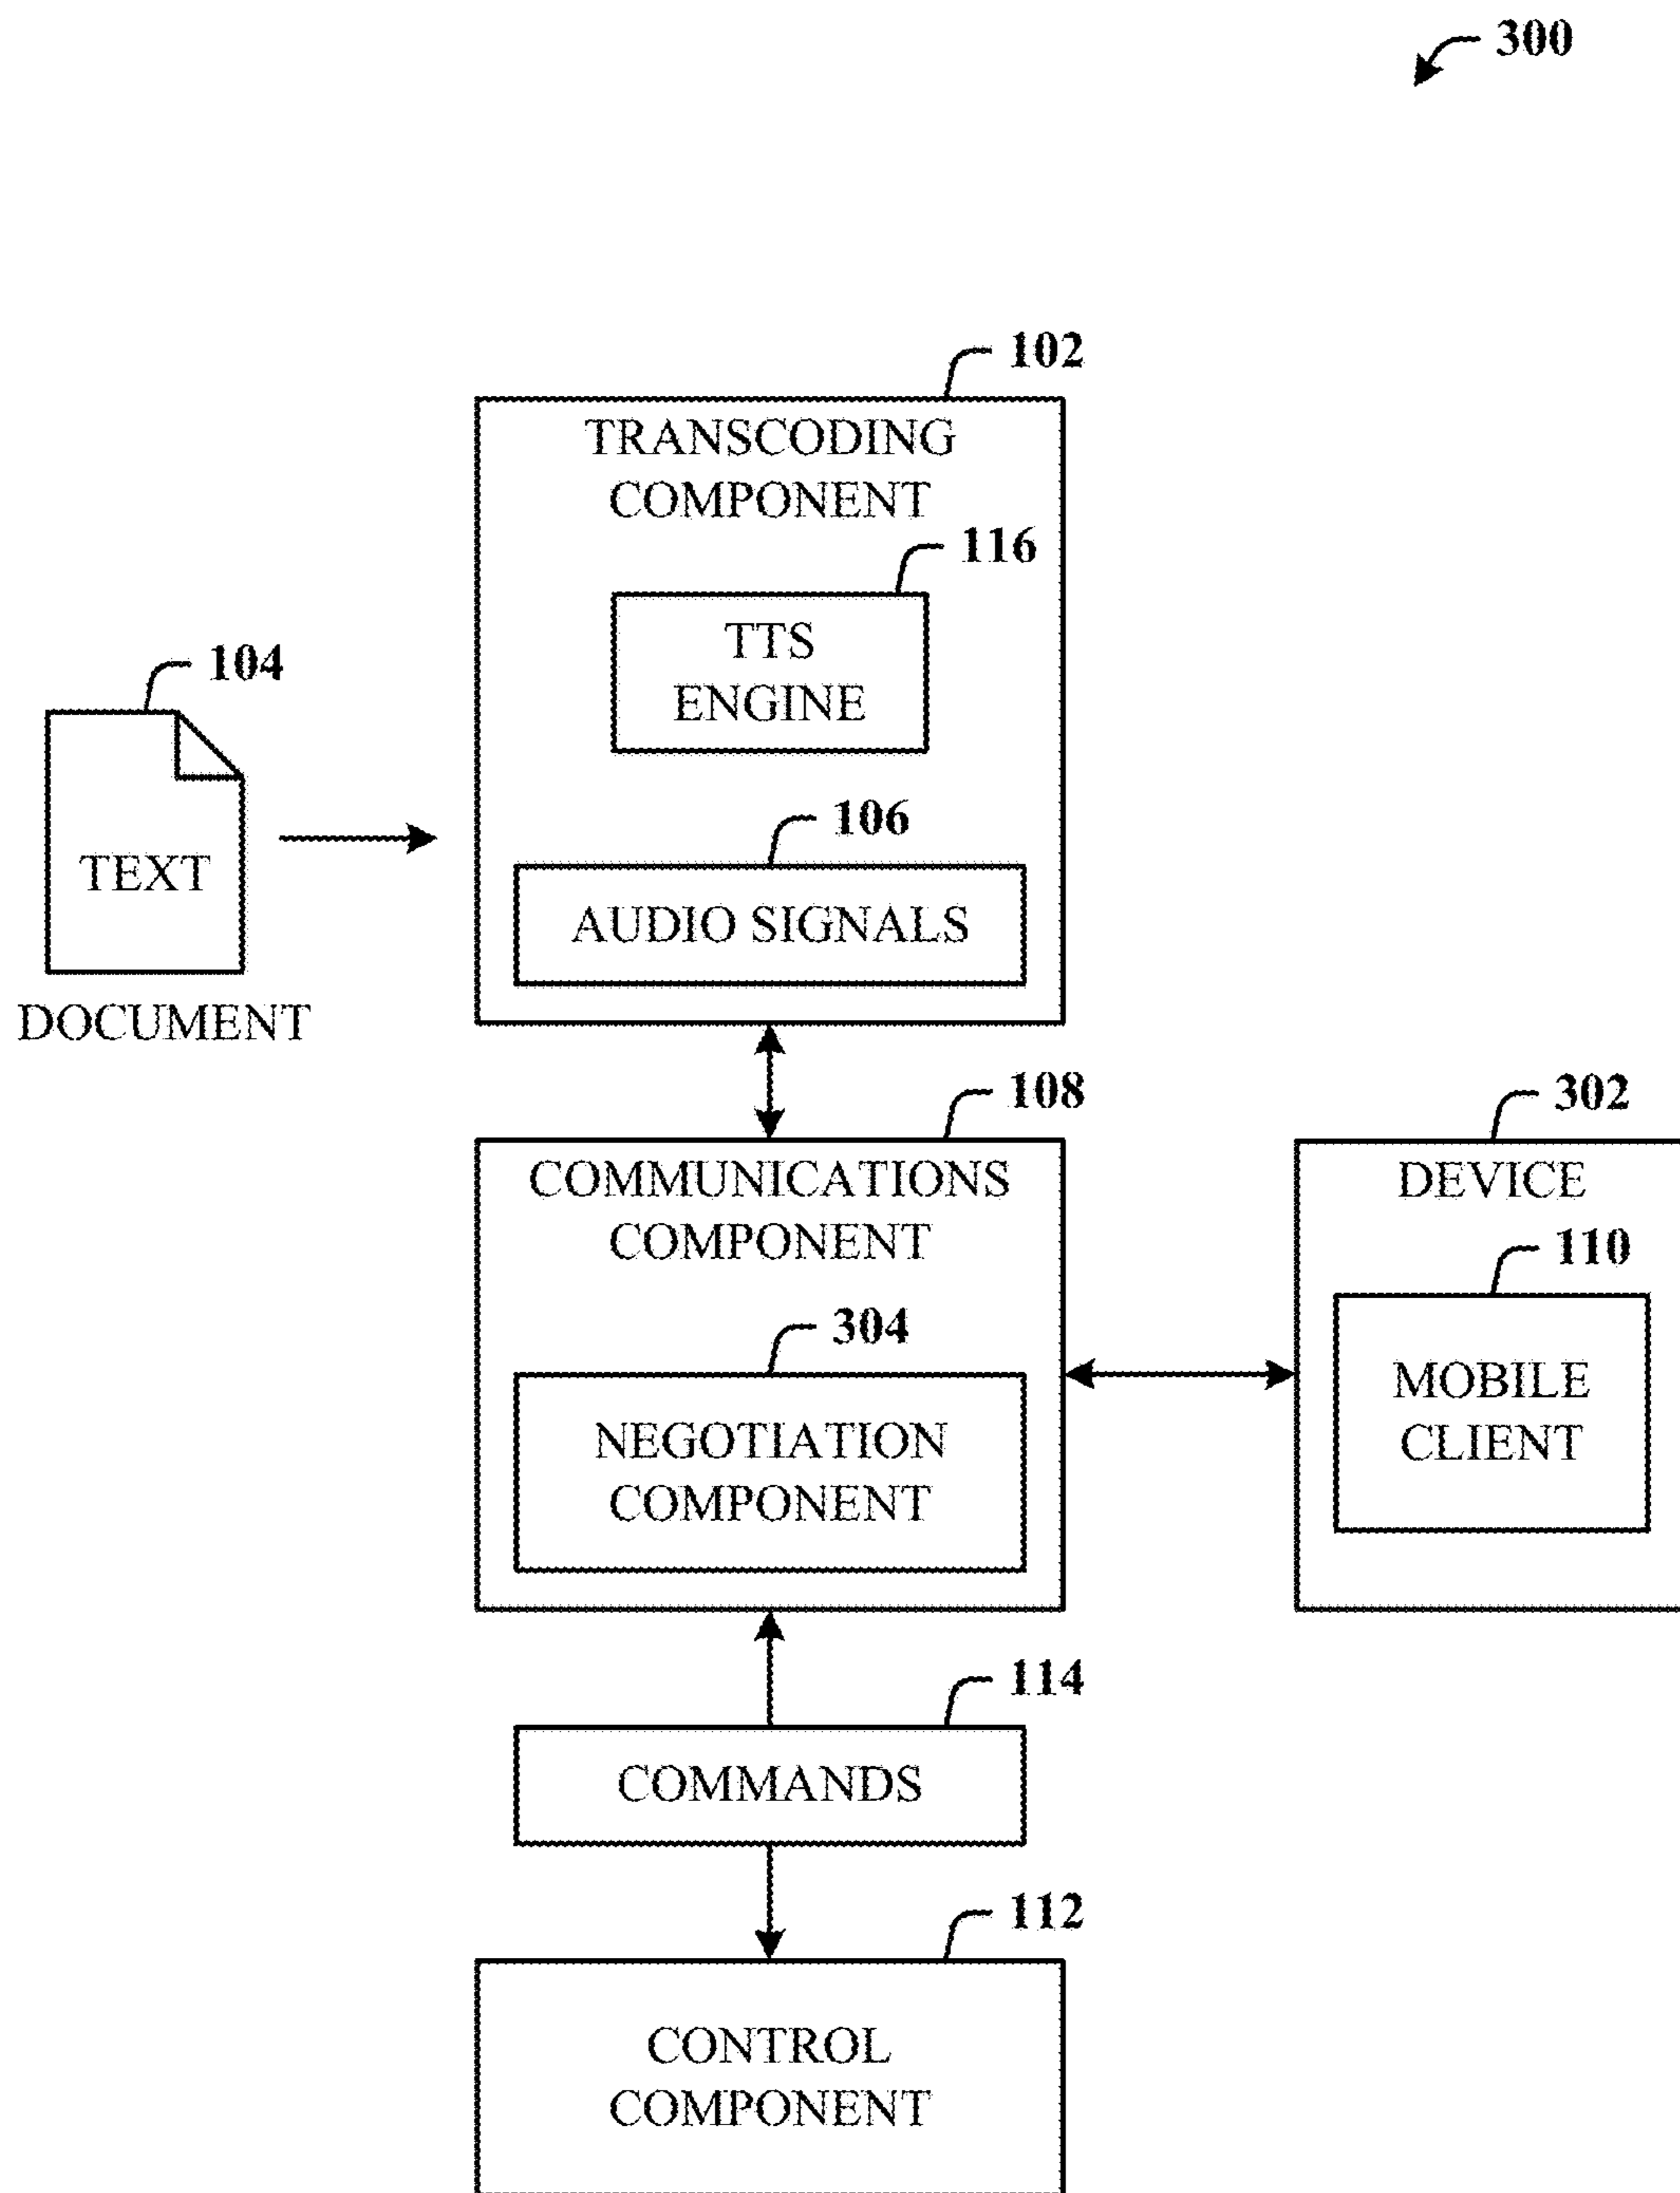 300
102
TRANSCODING
COMPONENT
116
TTS
ENGINE
104
TEXT
DOCUMENT
106
AUDIO SIGNALS
108
COMMUNICATIONS
COMPONENT
302
DEVICE
110
MOBILE
CLIENT
304
NEGOTIATION
COMPONENT
114
COMMANDS
112
CONTROL
COMPONENT